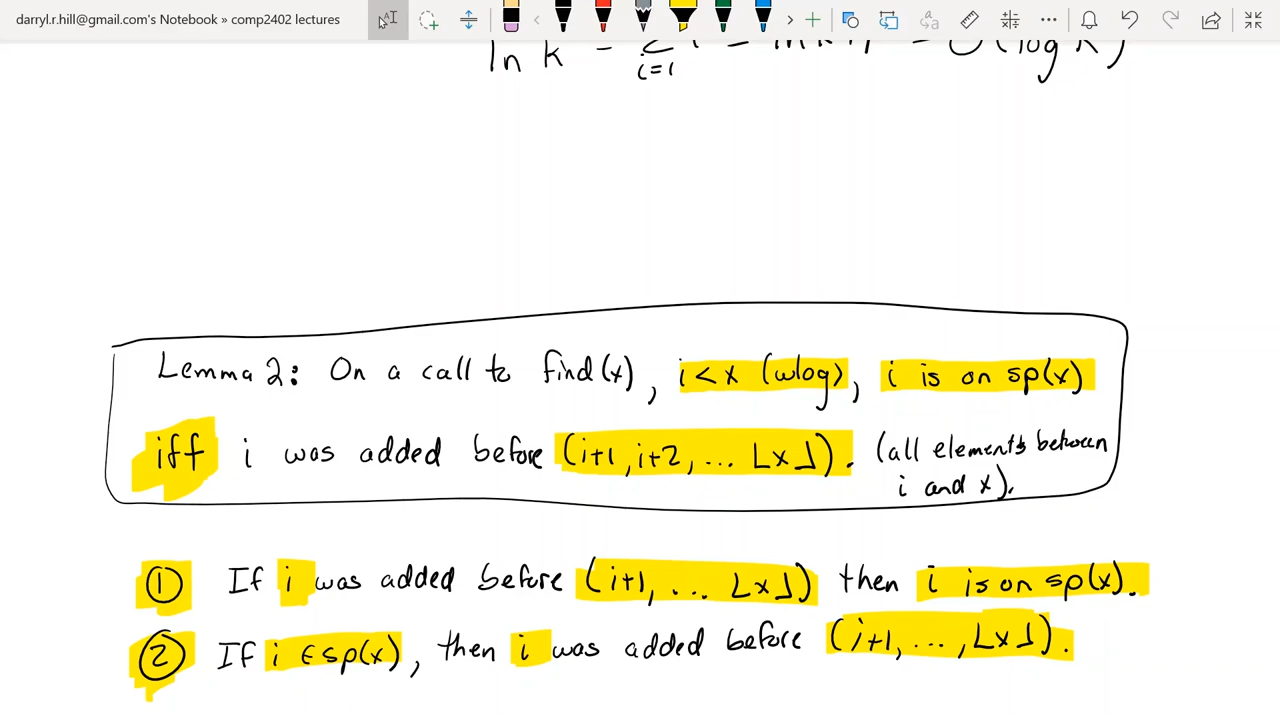 darryl.r.hill@gmail.com's Notebook » comp2402 lectures
ln k
i=1
Lemma 2: On a call to find(x), i < x (wlog), i is on sp(x)
iff i was added before (i+1, i+2, ... ⌊x⌋). (all elements between
i and x).
① If i was added before (i+1, ... ⌊x⌋) then i is on sp(x).
② If i ∈ sp(x), then i was added before (i+1, ..., ⌊x⌋).